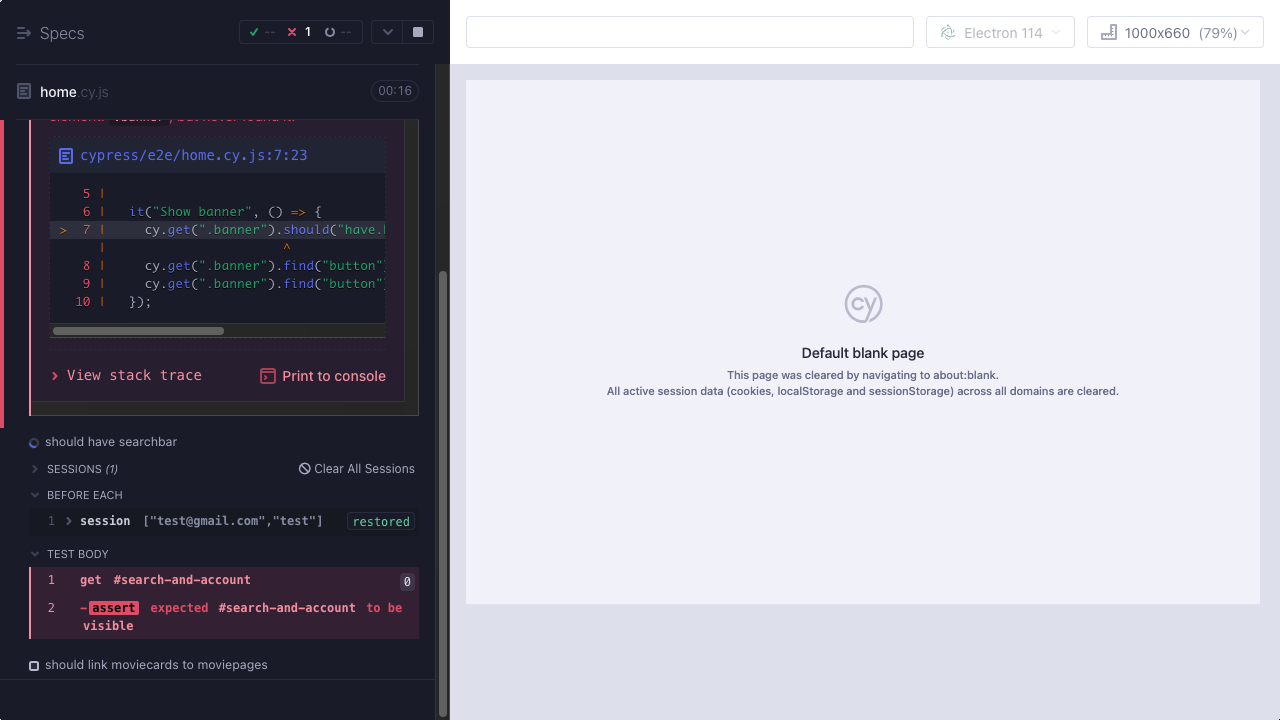 Specs
--
1
--
Electron 114
1000x660 (79%)
home.cy.js
00:16
cypress/e2e/home.cy.js:7:23
5 |
6 | it("Show banner", () => {
> 7 | cy.get(".banner").should("have.
| ^
8 | cy.get(".banner").find("button"
9 | cy.get(".banner").find("button"
10 | });
View stack trace
Print to console
should have searchbar
SESSIONS (1)
Clear All Sessions
BEFORE EACH
1 session ["test@gmail.com","test"] restored
TEST BODY
1 get #search-and-account 0
2 -assert expected #search-and-account to be
visible
should link moviecards to moviepages
cy
Default blank page
This page was cleared by navigating to about:blank.
All active session data (cookies, localStorage and sessionStorage) across all domains are cleared.